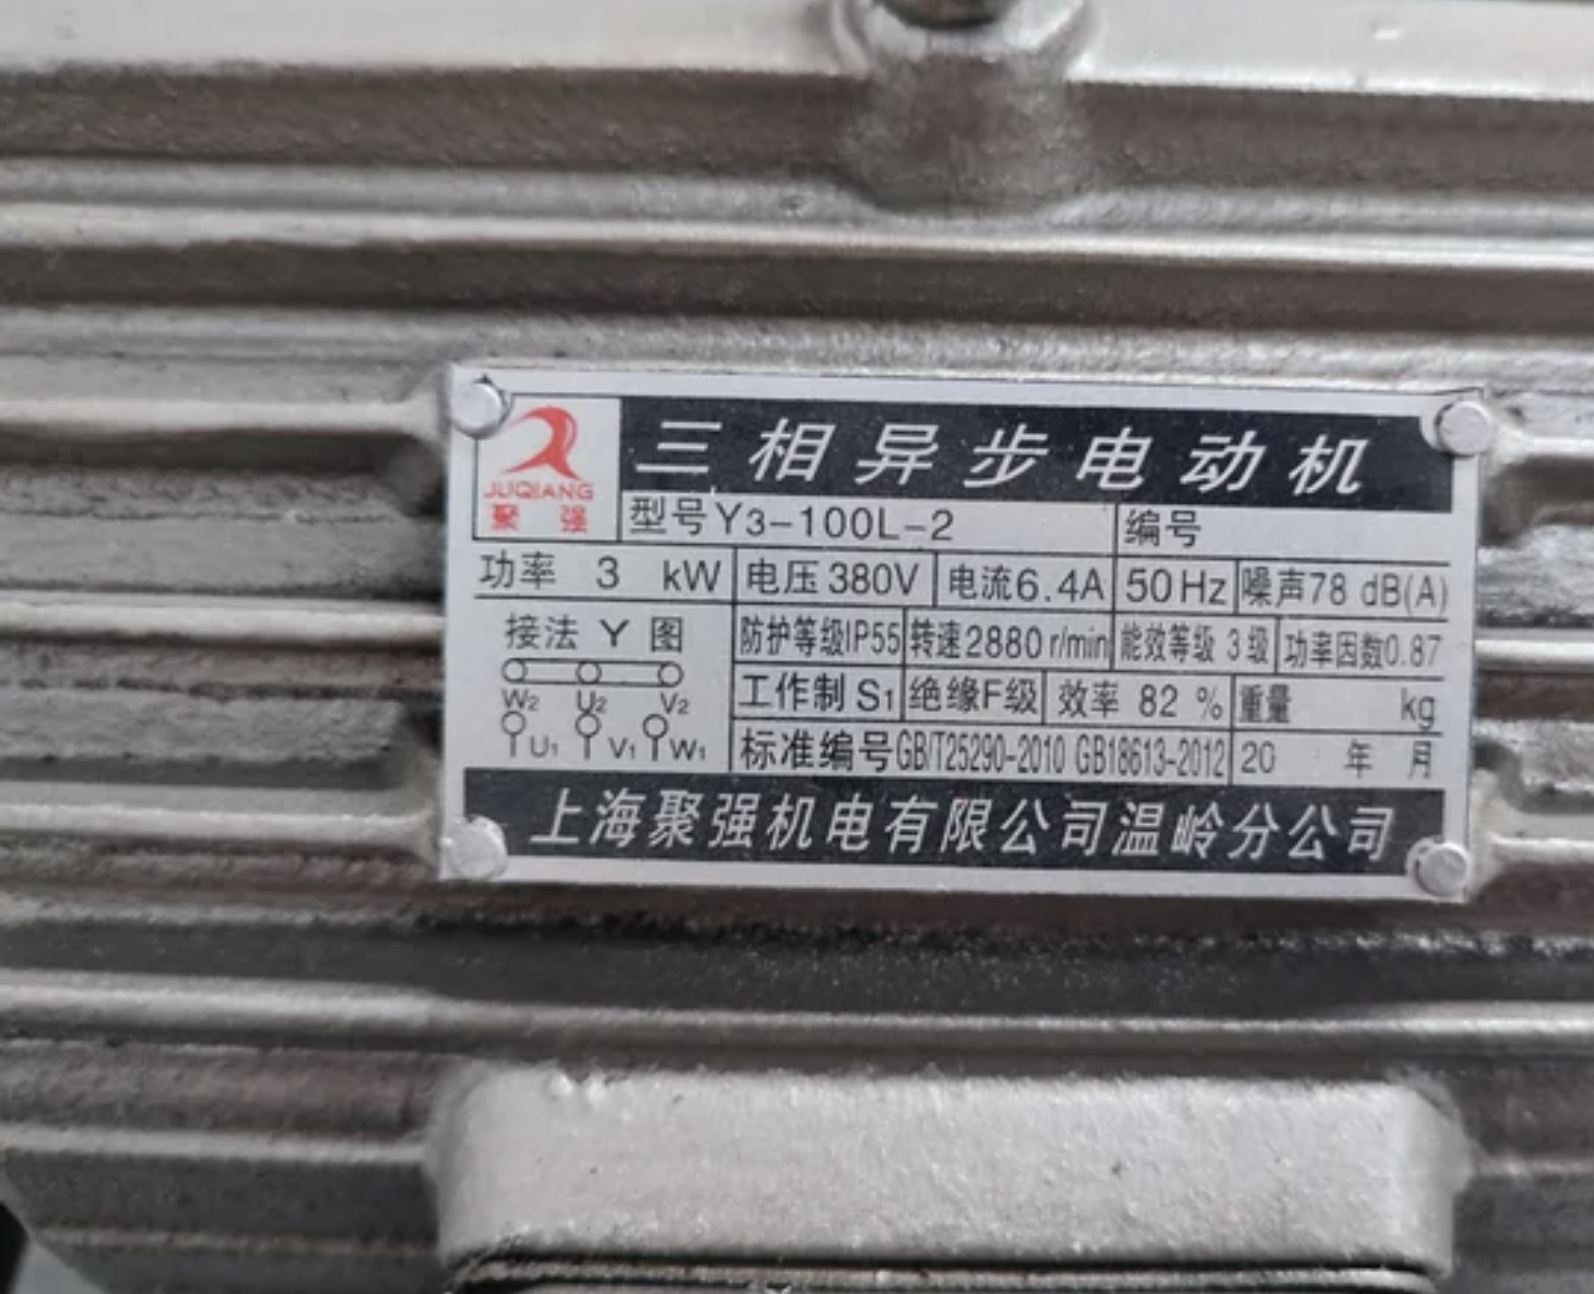 JUQIANG
聚 强
三相异步电动机
型号Y3-100L-2 编号
功率 3 kW 电压380V 电流6.4A 50Hz 噪声78 dB(A)
接法 Y 图 防护等级IP55 转速2880r/min 能效等级 3级 功率因数0.87
W2 U2 V2 工作制 S1 绝缘F级 效率 82 % 重量 kg
U1 V1 W1 标准编号GB/T25290-2010 GB18613-2012 20 年 月
上海聚强机电有限公司温岭分公司